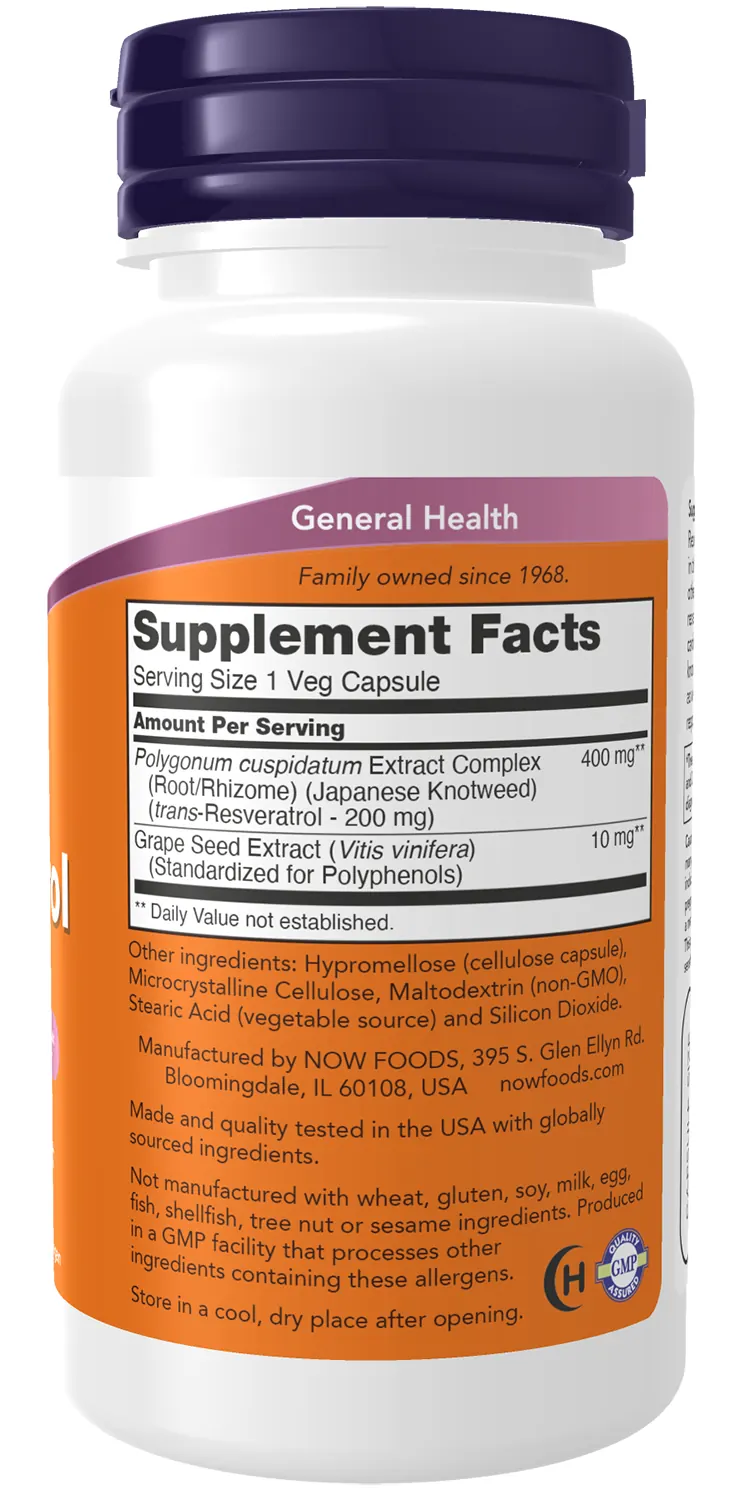 General Health
Family owned since 1968.
Supplement Facts
Serving Size 1 Veg Capsule
Amount Per Serving
Polygonum cuspidatum Extract Complex 400 mg**
(Root/Rhizome) (Japanese Knotweed)
(trans-Resveratrol - 200 mg)
Grape Seed Extract (Vitis vinifera) 10 mg**
(Standardized for Polyphenols)
** Daily Value not established.
Other ingredients: Hypromellose (cellulose capsule),
Microcrystalline Cellulose, Maltodextrin (non-GMO),
Stearic Acid (vegetable source) and Silicon Dioxide.
Manufactured by NOW FOODS, 395 S. Glen Ellyn Rd.
Bloomingdale, IL 60108, USA nowfoods.com
Made and quality tested in the USA with globally
sourced ingredients.
Not manufactured with wheat, gluten, soy, milk, egg,
fish, shellfish, tree nut or sesame ingredients. Produced
in a GMP facility that processes other
ingredients containing these allergens.
H
QUALITY
GMP
ASSURED
Store in a cool, dry place after opening.
ol